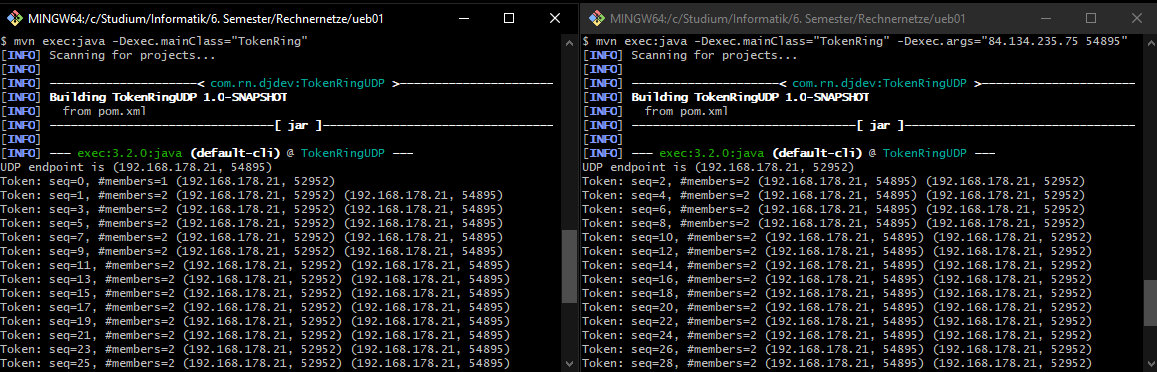 MINGW64:/c/Studium/Informatik/6. Semester/Rechnernetze/ueb01
$ mvn exec:java -Dexec.mainClass="TokenRing"
[INFO] Scanning for projects...
[INFO]
[INFO] ---------------------< com.rn.djdev:TokenRingUDP >----------------------
[INFO] Building TokenRingUDP 1.0-SNAPSHOT
[INFO]   from pom.xml
[INFO] --------------------------------[ jar ]---------------------------------
[INFO]
[INFO] --- exec:3.2.0:java (default-cli) @ TokenRingUDP ---
UDP endpoint is (192.168.178.21, 54895)
Token: seq=0, #members=1 (192.168.178.21, 52952)
Token: seq=1, #members=2 (192.168.178.21, 52952) (192.168.178.21, 54895)
Token: seq=3, #members=2 (192.168.178.21, 52952) (192.168.178.21, 54895)
Token: seq=5, #members=2 (192.168.178.21, 52952) (192.168.178.21, 54895)
Token: seq=7, #members=2 (192.168.178.21, 52952) (192.168.178.21, 54895)
Token: seq=9, #members=2 (192.168.178.21, 52952) (192.168.178.21, 54895)
Token: seq=11, #members=2 (192.168.178.21, 52952) (192.168.178.21, 54895)
Token: seq=13, #members=2 (192.168.178.21, 52952) (192.168.178.21, 54895)
Token: seq=15, #members=2 (192.168.178.21, 52952) (192.168.178.21, 54895)
Token: seq=17, #members=2 (192.168.178.21, 52952) (192.168.178.21, 54895)
Token: seq=19, #members=2 (192.168.178.21, 52952) (192.168.178.21, 54895)
Token: seq=21, #members=2 (192.168.178.21, 52952) (192.168.178.21, 54895)
Token: seq=23, #members=2 (192.168.178.21, 52952) (192.168.178.21, 54895)
Token: seq=25, #members=2 (192.168.178.21, 52952) (192.168.178.21, 54895)
MINGW64:/c/Studium/Informatik/6. Semester/Rechnernetze/ueb01
$ mvn exec:java -Dexec.mainClass="TokenRing" -Dexec.args="84.134.235.75 54895"
[INFO] Scanning for projects...
[INFO]
[INFO] ---------------------< com.rn.djdev:TokenRingUDP >----------------------
[INFO] Building TokenRingUDP 1.0-SNAPSHOT
[INFO]   from pom.xml
[INFO] --------------------------------[ jar ]---------------------------------
[INFO]
[INFO] --- exec:3.2.0:java (default-cli) @ TokenRingUDP ---
UDP endpoint is (192.168.178.21, 52952)
Token: seq=2, #members=2 (192.168.178.21, 54895) (192.168.178.21, 52952)
Token: seq=4, #members=2 (192.168.178.21, 54895) (192.168.178.21, 52952)
Token: seq=6, #members=2 (192.168.178.21, 54895) (192.168.178.21, 52952)
Token: seq=8, #members=2 (192.168.178.21, 54895) (192.168.178.21, 52952)
Token: seq=10, #members=2 (192.168.178.21, 54895) (192.168.178.21, 52952)
Token: seq=12, #members=2 (192.168.178.21, 54895) (192.168.178.21, 52952)
Token: seq=14, #members=2 (192.168.178.21, 54895) (192.168.178.21, 52952)
Token: seq=16, #members=2 (192.168.178.21, 54895) (192.168.178.21, 52952)
Token: seq=18, #members=2 (192.168.178.21, 54895) (192.168.178.21, 52952)
Token: seq=20, #members=2 (192.168.178.21, 54895) (192.168.178.21, 52952)
Token: seq=22, #members=2 (192.168.178.21, 54895) (192.168.178.21, 52952)
Token: seq=24, #members=2 (192.168.178.21, 54895) (192.168.178.21, 52952)
Token: seq=26, #members=2 (192.168.178.21, 54895) (192.168.178.21, 52952)
Token: seq=28, #members=2 (192.168.178.21, 54895) (192.168.178.21, 52952)